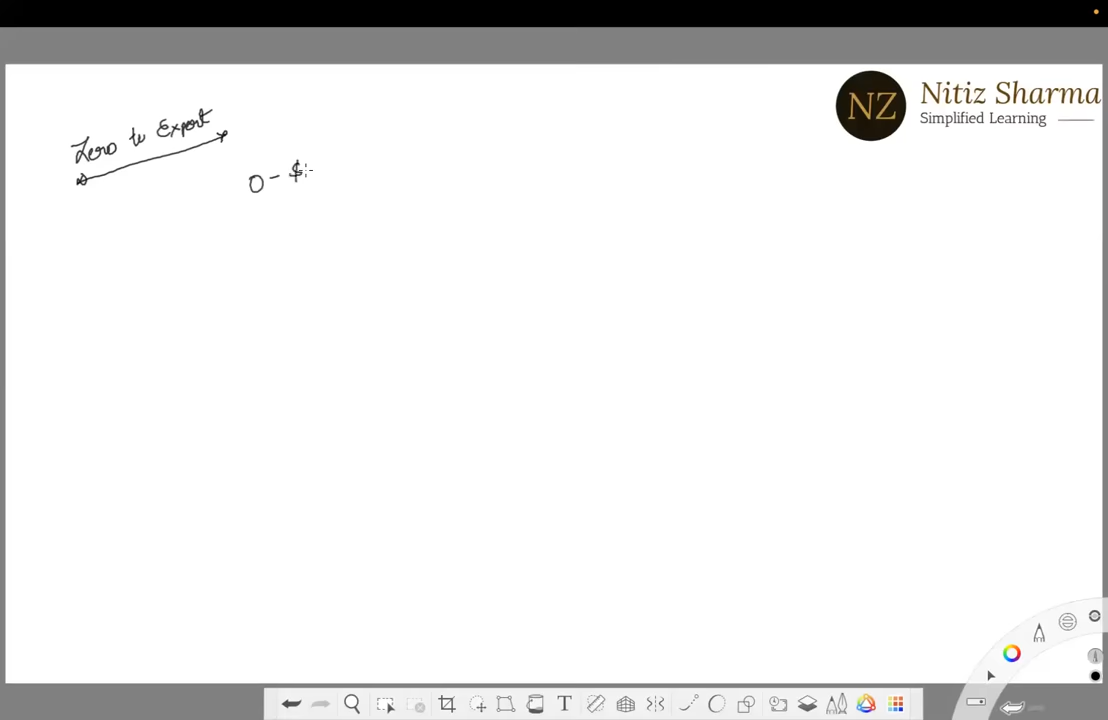 Zero to Expert
0 - $
NZ
Nitiz Sharma
Simplified Learning
T